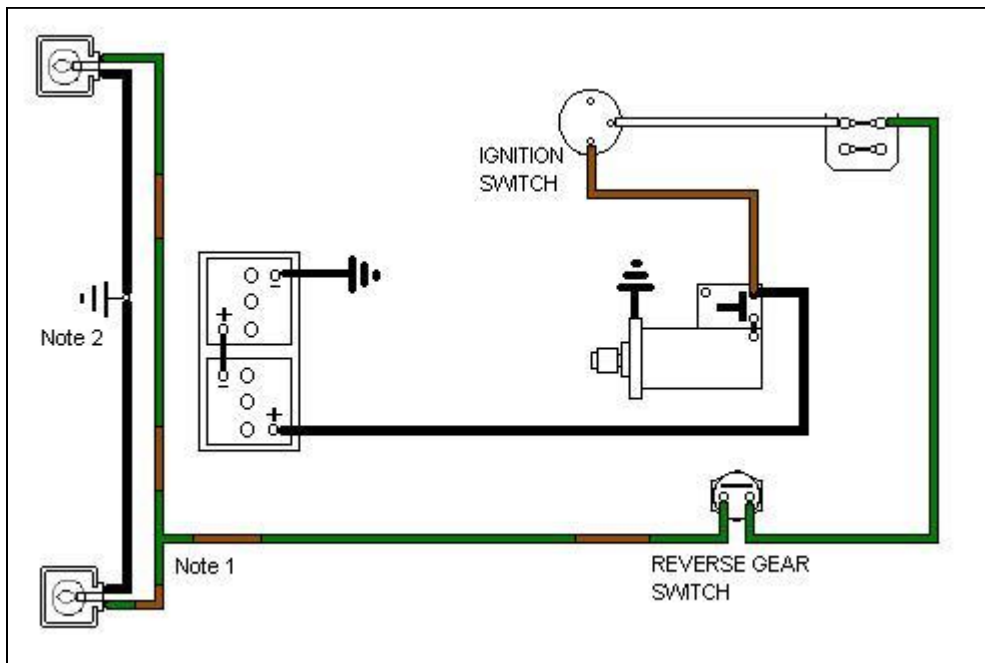 IGNITION
SWITCH
Note 2
+
-
-
+
Note 1
REVERSE GEAR
SWITCH